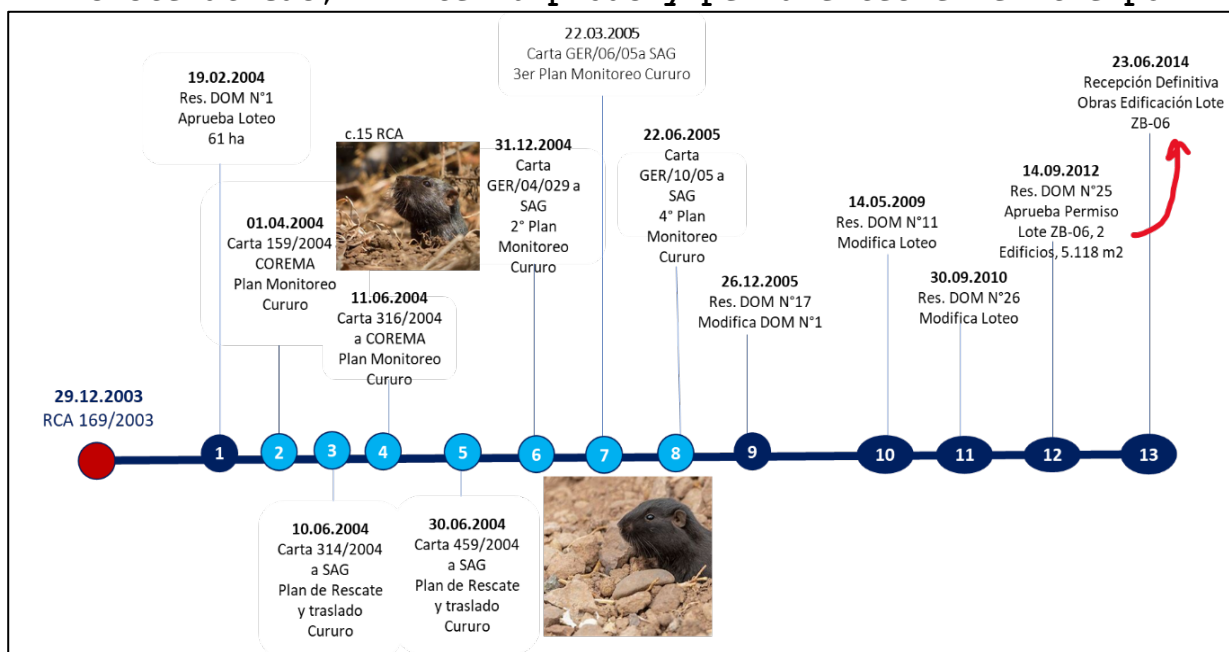 22.03.2005
Carta GER/06/05a SAG
3er Plan Monitoreo Cururo
19.02.2004
Res. DOM N°1
Aprueba Loteo
61 ha
c.15 RCA
01.04.2004
Carta 159/2004
COREMA
Plan Monitoreo
Cururo
11.06.2004
Carta 316/2004
a COREMA
Plan Monitoreo
Cururo
31.12.2004
Carta
GER/04/029 a
SAG
2° Plan
Monitoreo
Cururo
22.06.2005
Carta
GER/10/05 a
SAG
4° Plan
Monitoreo
Cururo
26.12.2005
Res. DOM N°17
Modifica DOM N°1
14.05.2009
Res. DOM N°11
Modifica Loteo
30.09.2010
Res. DOM N°26
Modifica Loteo
14.09.2012
Res. DOM N°25
Aprueba Permiso
Lote ZB-06, 2
Edificios, 5.118 m2
23.06.2014
Recepción Definitiva
Obras Edificación Lote
ZB-06
29.12.2003
RCA 169/2003
1 2 3 4 5 6 7 8 9 10 11 12 13
10.06.2004
Carta 314/2004
a SAG
Plan de Rescate
y traslado
Cururo
30.06.2004
Carta 459/2004
a SAG
Plan de Rescate
y traslado
Cururo